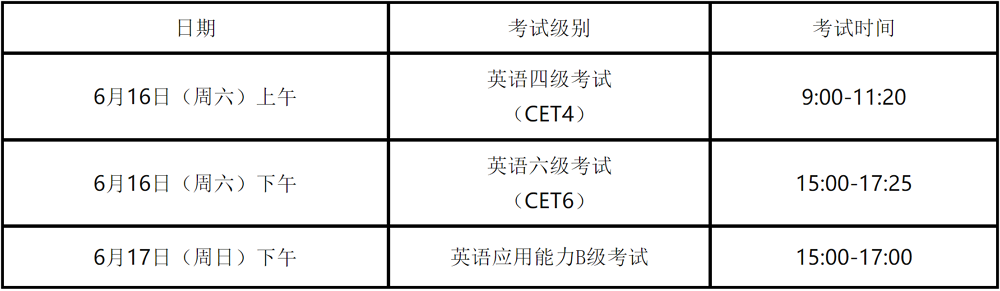 日期 考试级别 考试时间
6月16日（周六）上午 英语四级考试
（CET4） 9:00-11:20
6月16日（周六）下午 英语六级考试
（CET6） 15:00-17:25
6月17日（周日）下午 英语应用能力B级考试 15:00-17:00